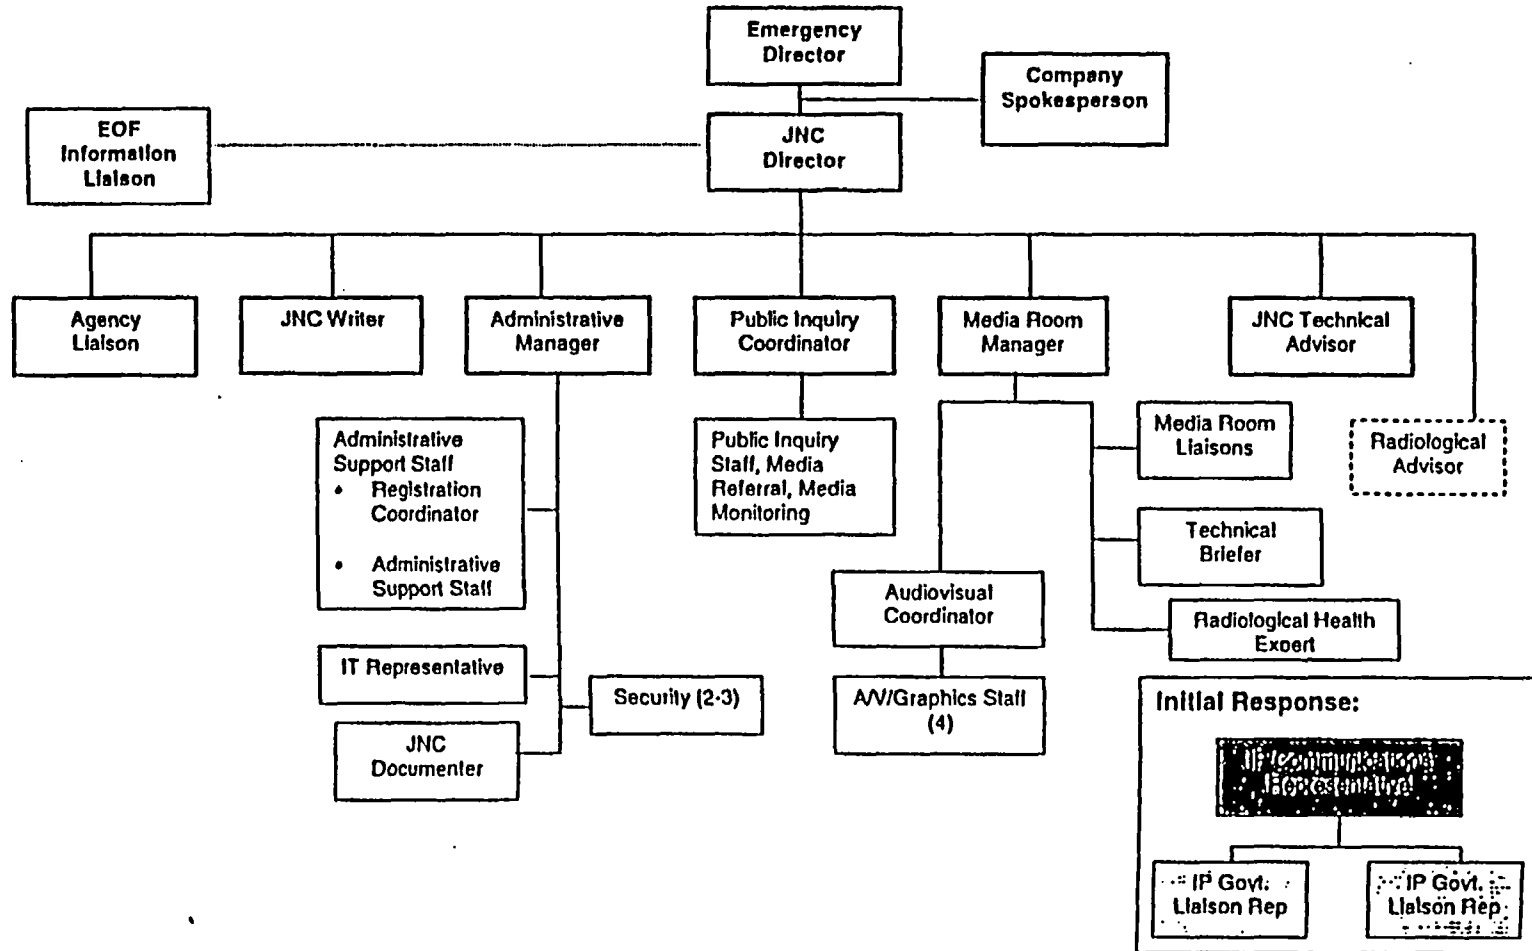 Emergency
Director
Company
Spokesperson
EOF
Information
Liaison
JNC
Director
Agency
Liaison
JNC Writer
Administrative
Manager
Public Inquiry
Coordinator
Media Room
Manager
JNC Technical
Advisor
Radiological
Advisor
Administrative
Support Staff
• Registration
Coordinator
• Administrative
Support Staff
Public Inquiry
Staff, Media
Referral, Media
Monitoring
Media Room
Liaisons
Technical
Briefer
Radiological Health
Expert
Audiovisual
Coordinator
A/V/Graphics Staff
(4)
IT Representative
Security (2-3)
JNC
Documenter
Initial Response:
IP Communications
Representative
IP Govt.
Liaison Rep
IP Govt.
Liaison Rep